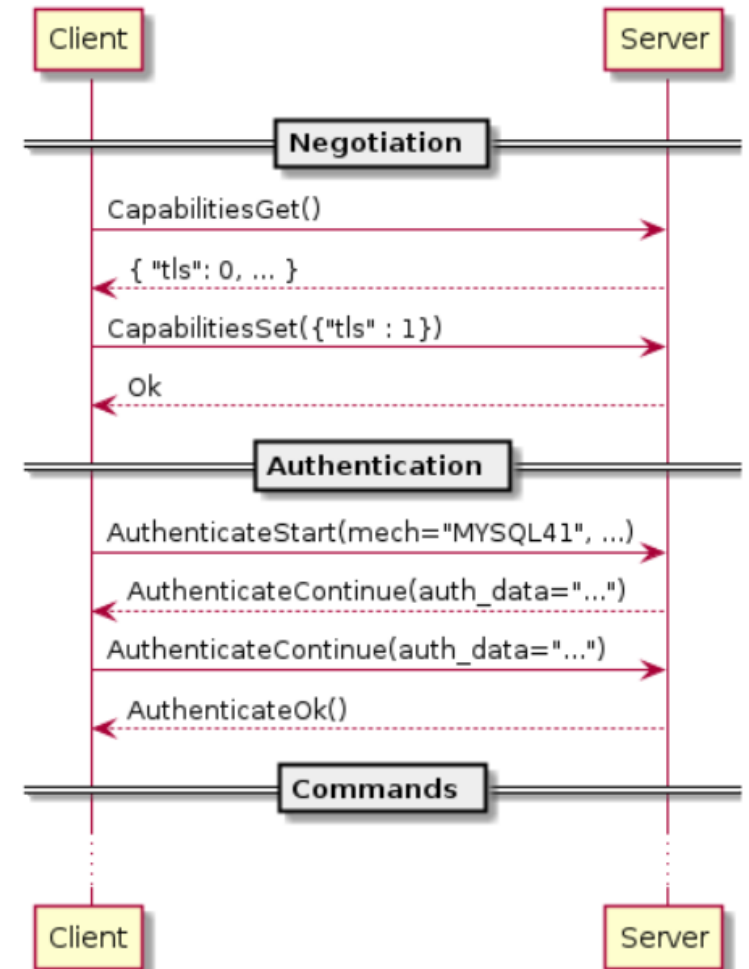 Client Server
Negotiation
CapabilitiesGet()
{ "tls": 0, ... }
CapabilitiesSet({"tls" : 1})
Ok
Authentication
AuthenticateStart(mech="MYSQL41", ...)
AuthenticateContinue(auth_data="...")
AuthenticateContinue(auth_data="...")
AuthenticateOk()
Commands
Client Server